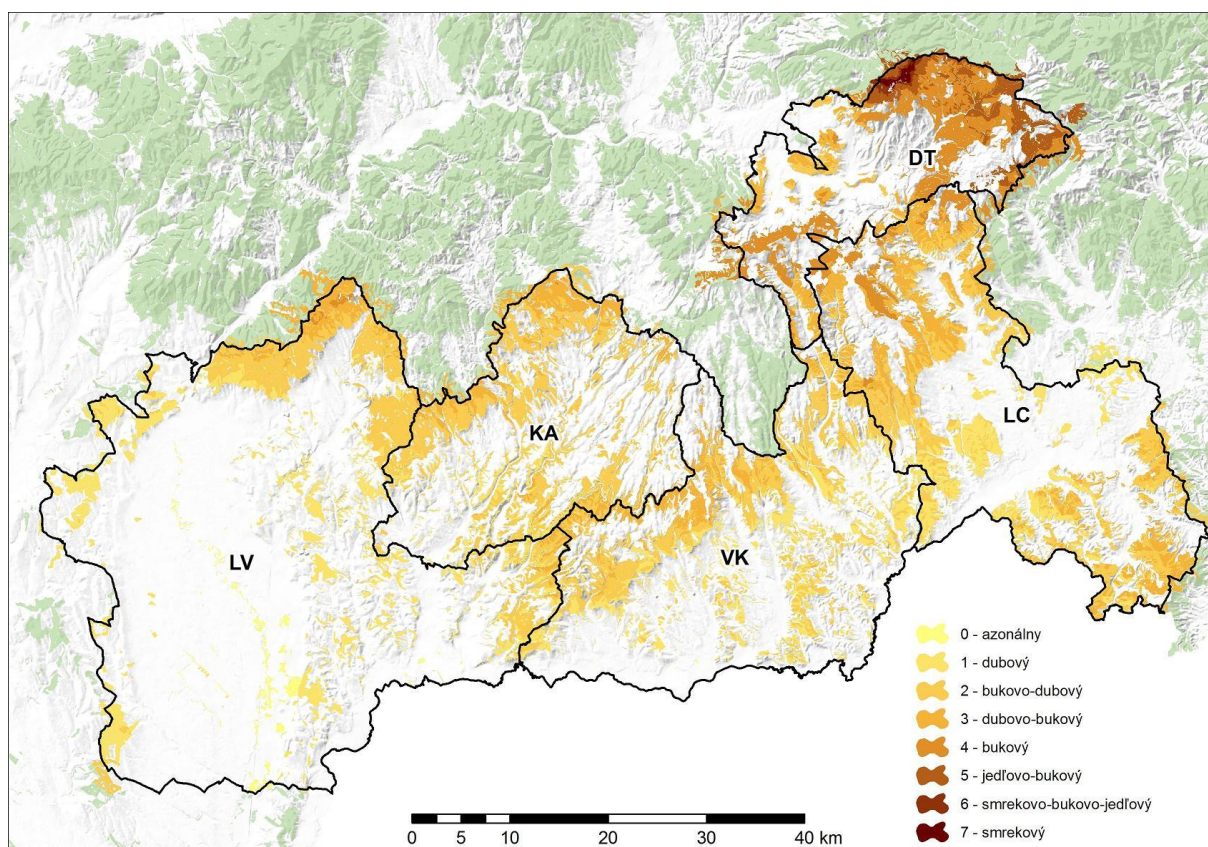 DT
LC
KA
LV
VK
0 - azonálny
1 - dubový
2 - bukovo-dubový
3 - dubovo-bukový
4 - bukový
5 - jedľovo-bukový
6 - smrekovo-bukovo-jedľový
7 - smrekový
0 5 10 20 30 40 km